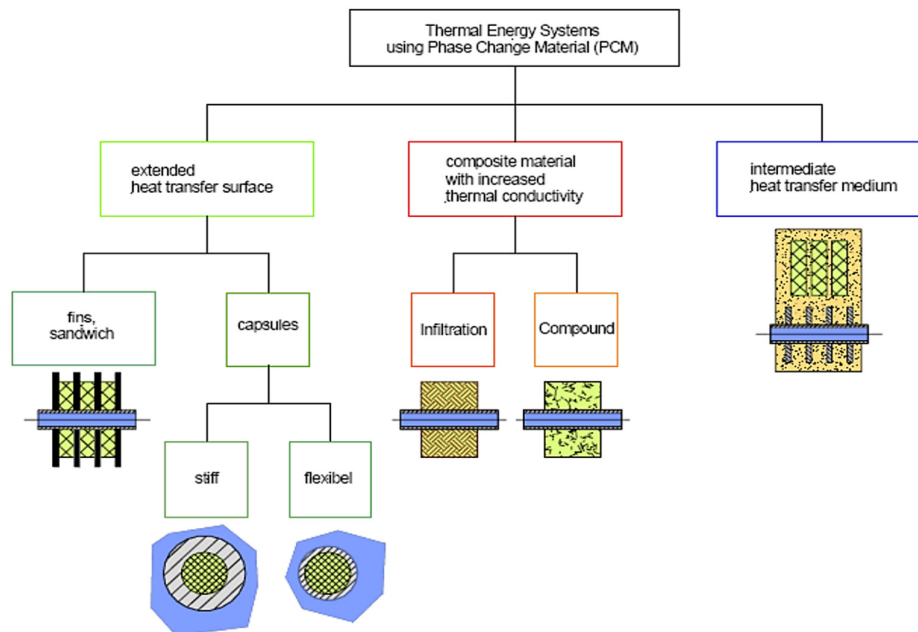 Thermal Energy Systems
using Phase Change Material (PCM)
extended
heat transfer surface
composite material
with increased
thermal conductivity
intermediate
heat transfer medium
fins,
sandwich
capsules
Infiltration
Compound
stiff
flexibel